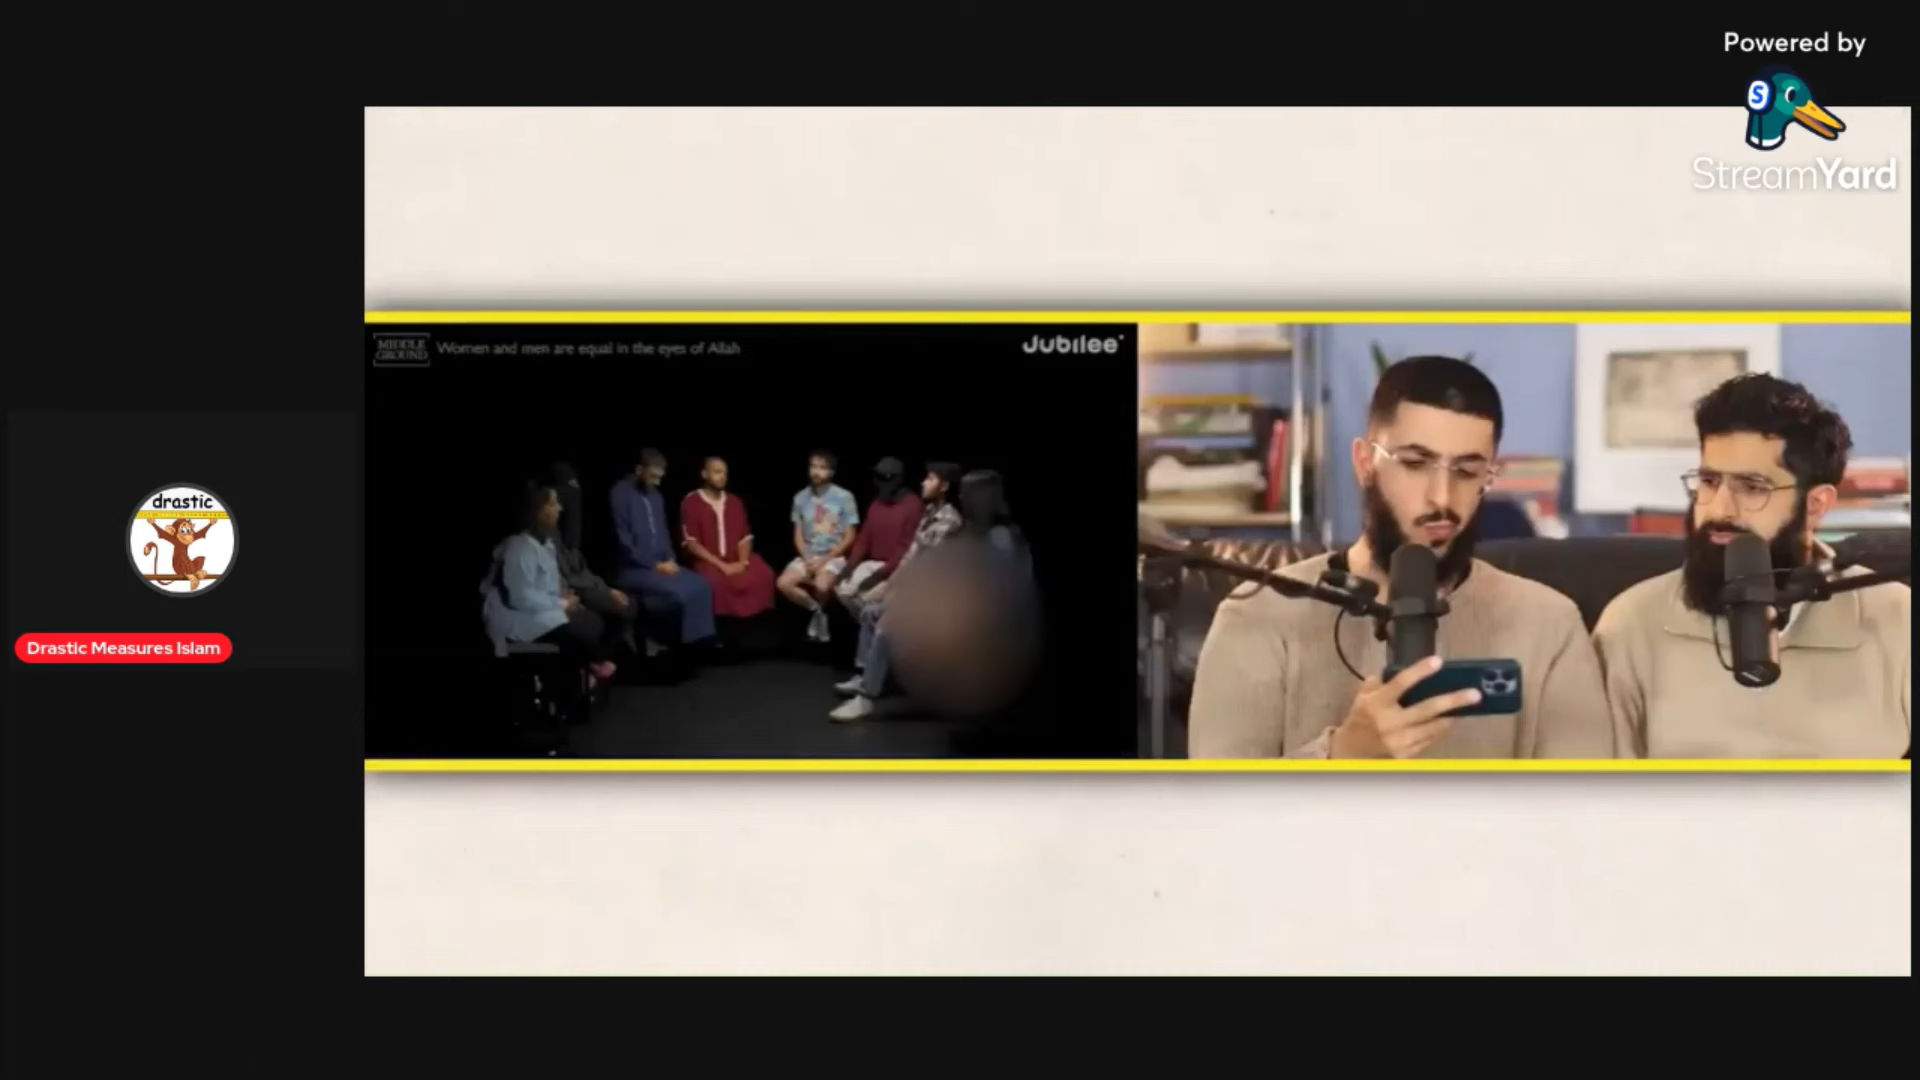 Powered by
StreamYard
MIDDLE
GROUND
Women and men are equal in the eyes of Allah
Jubilee
drastic
Drastic Measures Islam